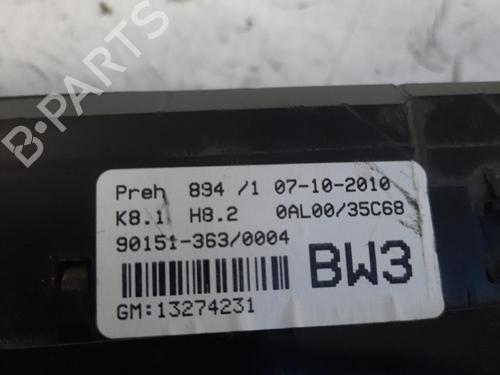 B-PARTS
Preh 894 /1 07-10-2010
K8.1 H8.2 0AL00/35C68
90151-363/0004
BW3
GM:13274231